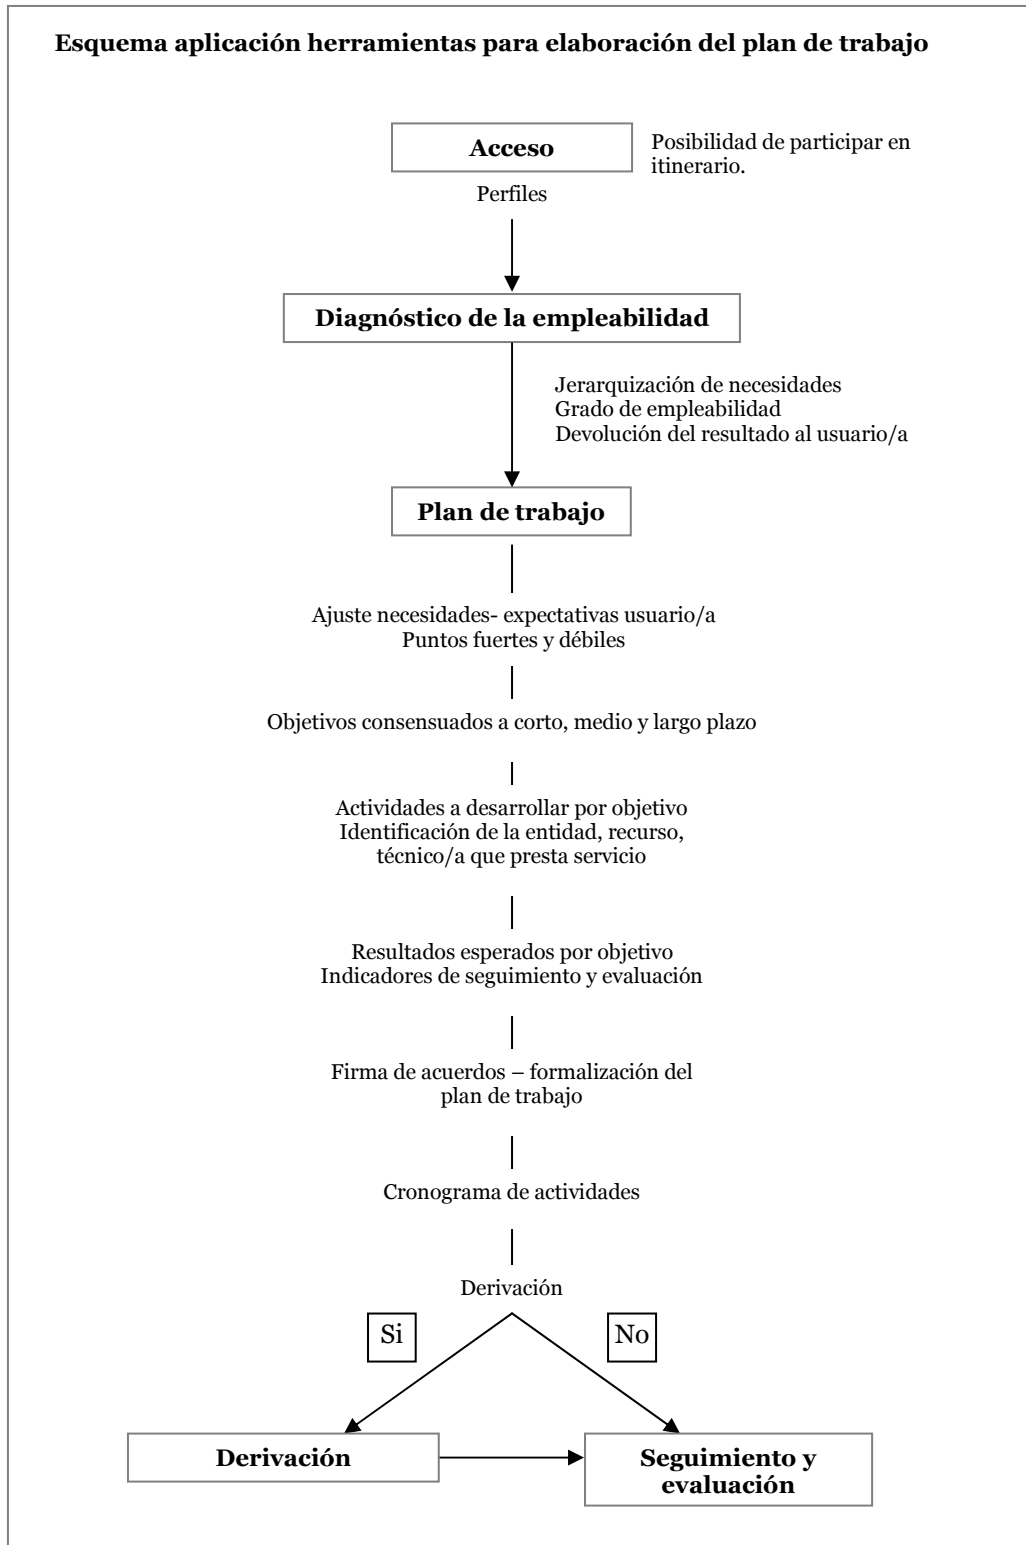 Esquema aplicación herramientas para elaboración del plan de trabajo
Acceso
Posibilidad de participar en
itinerario.
Perfiles
Diagnóstico de la empleabilidad
Jerarquización de necesidades
Grado de empleabilidad
Devolución del resultado al usuario/a
Plan de trabajo
Ajuste necesidades- expectativas usuario/a
Puntos fuertes y débiles
Objetivos consensuados a corto, medio y largo plazo
Actividades a desarrollar por objetivo
Identificación de la entidad, recurso,
técnico/a que presta servicio
Resultados esperados por objetivo
Indicadores de seguimiento y evaluación
Firma de acuerdos – formalización del
plan de trabajo
Cronograma de actividades
Derivación
Si
No
Derivación
Seguimiento y
evaluación